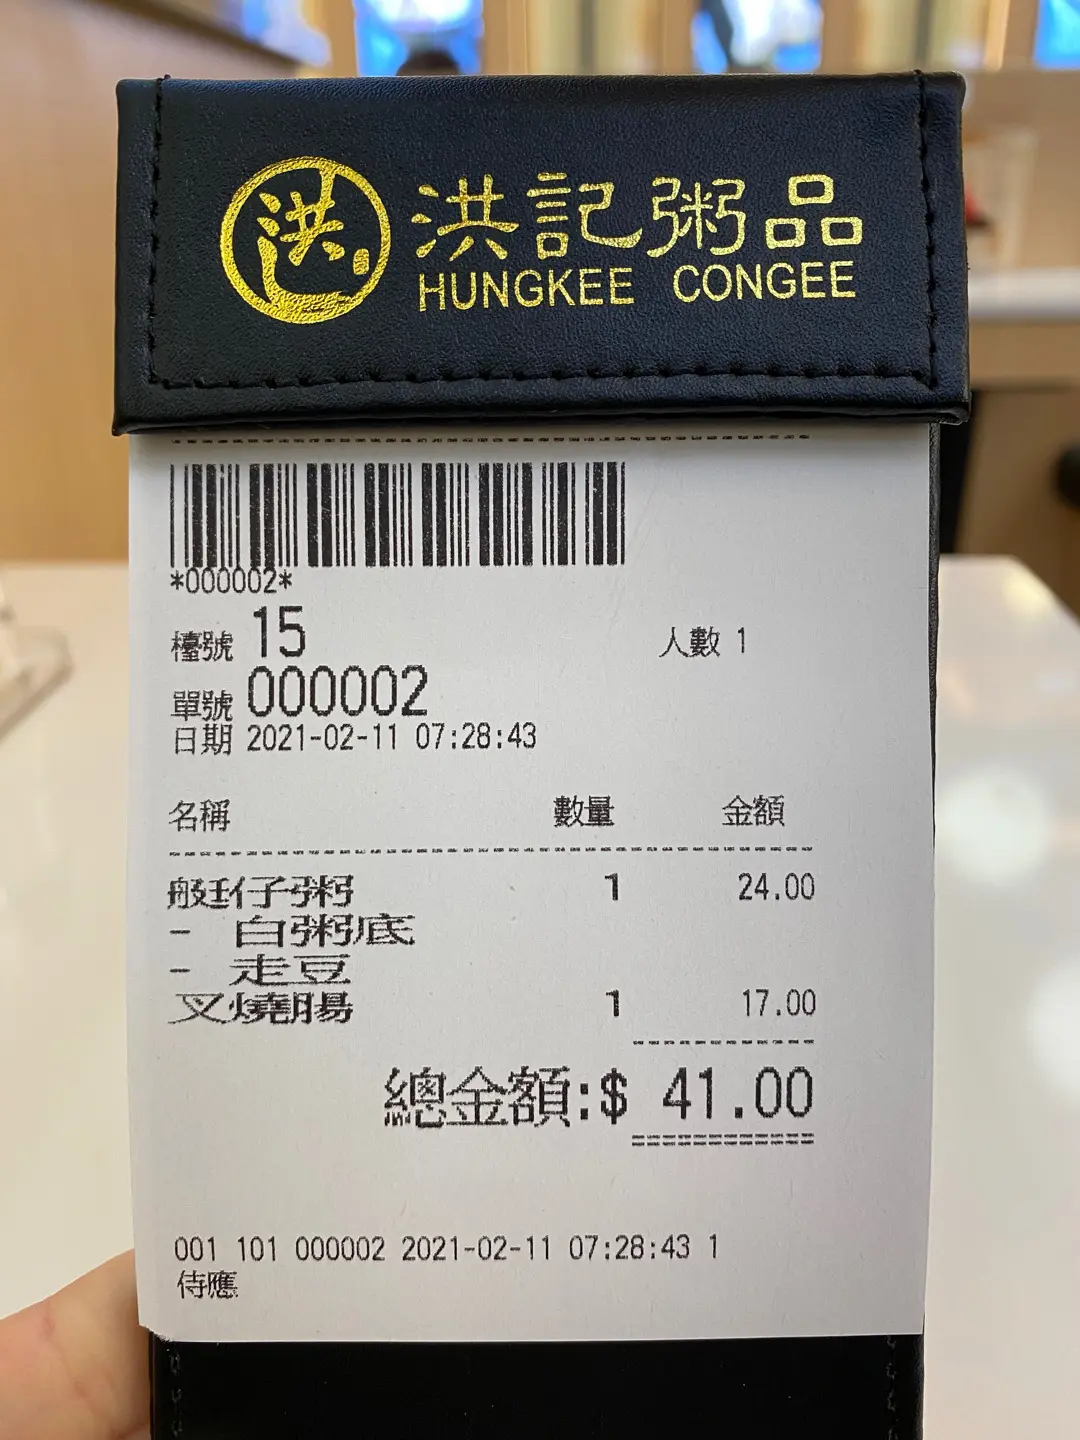 洪
洪記粥品
HUNGKEE CONGEE
*000002*
檯號 15 人數 1
單號 000002
日期 2021-02-11 07:28:43
名稱 數量 金額
艇仔粥 1 24.00
- 白粥底
- 走豆
叉燒腸 1 17.00
總金額:$ 41.00
001 101 000002 2021-02-11 07:28:43 1
侍應